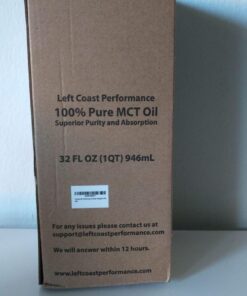 Left Coast Performance
100% Pure MCT Oil
Superior Purity and Absorption
32 FL OZ (1QT) 946mL
For any issues please contact us at
support@leftcoastperformance.com
We will answer within 12 hours.
www.leftcoastperformance.com